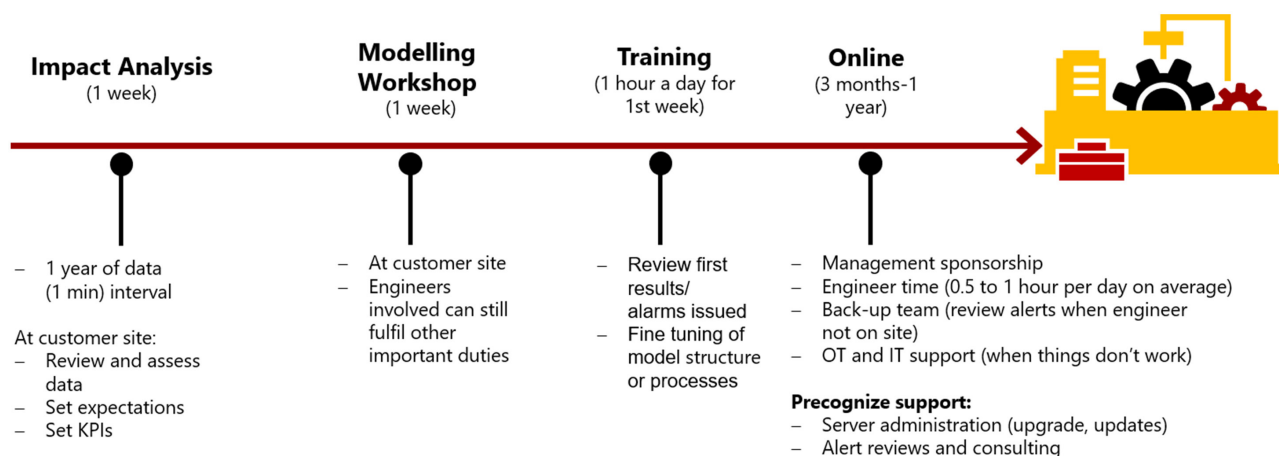 Impact Analysis
(1 week)
– 1 year of data
(1 min) interval
At customer site:
– Review and assess
data
– Set expectations
– Set KPIs
Modelling
Workshop
(1 week)
– At customer site
– Engineers
involved can still
fulfil other
important duties
Training
(1 hour a day for
1st week)
– Review first
results/
alarms issued
– Fine tuning of
model structure
or processes
Online
(3 months-1
year)
– Management sponsorship
– Engineer time (0.5 to 1 hour per day on average)
– Back-up team (review alerts when engineer
not on site)
– OT and IT support (when things don’t work)
Precognize support:
– Server administration (upgrade, updates)
– Alert reviews and consulting